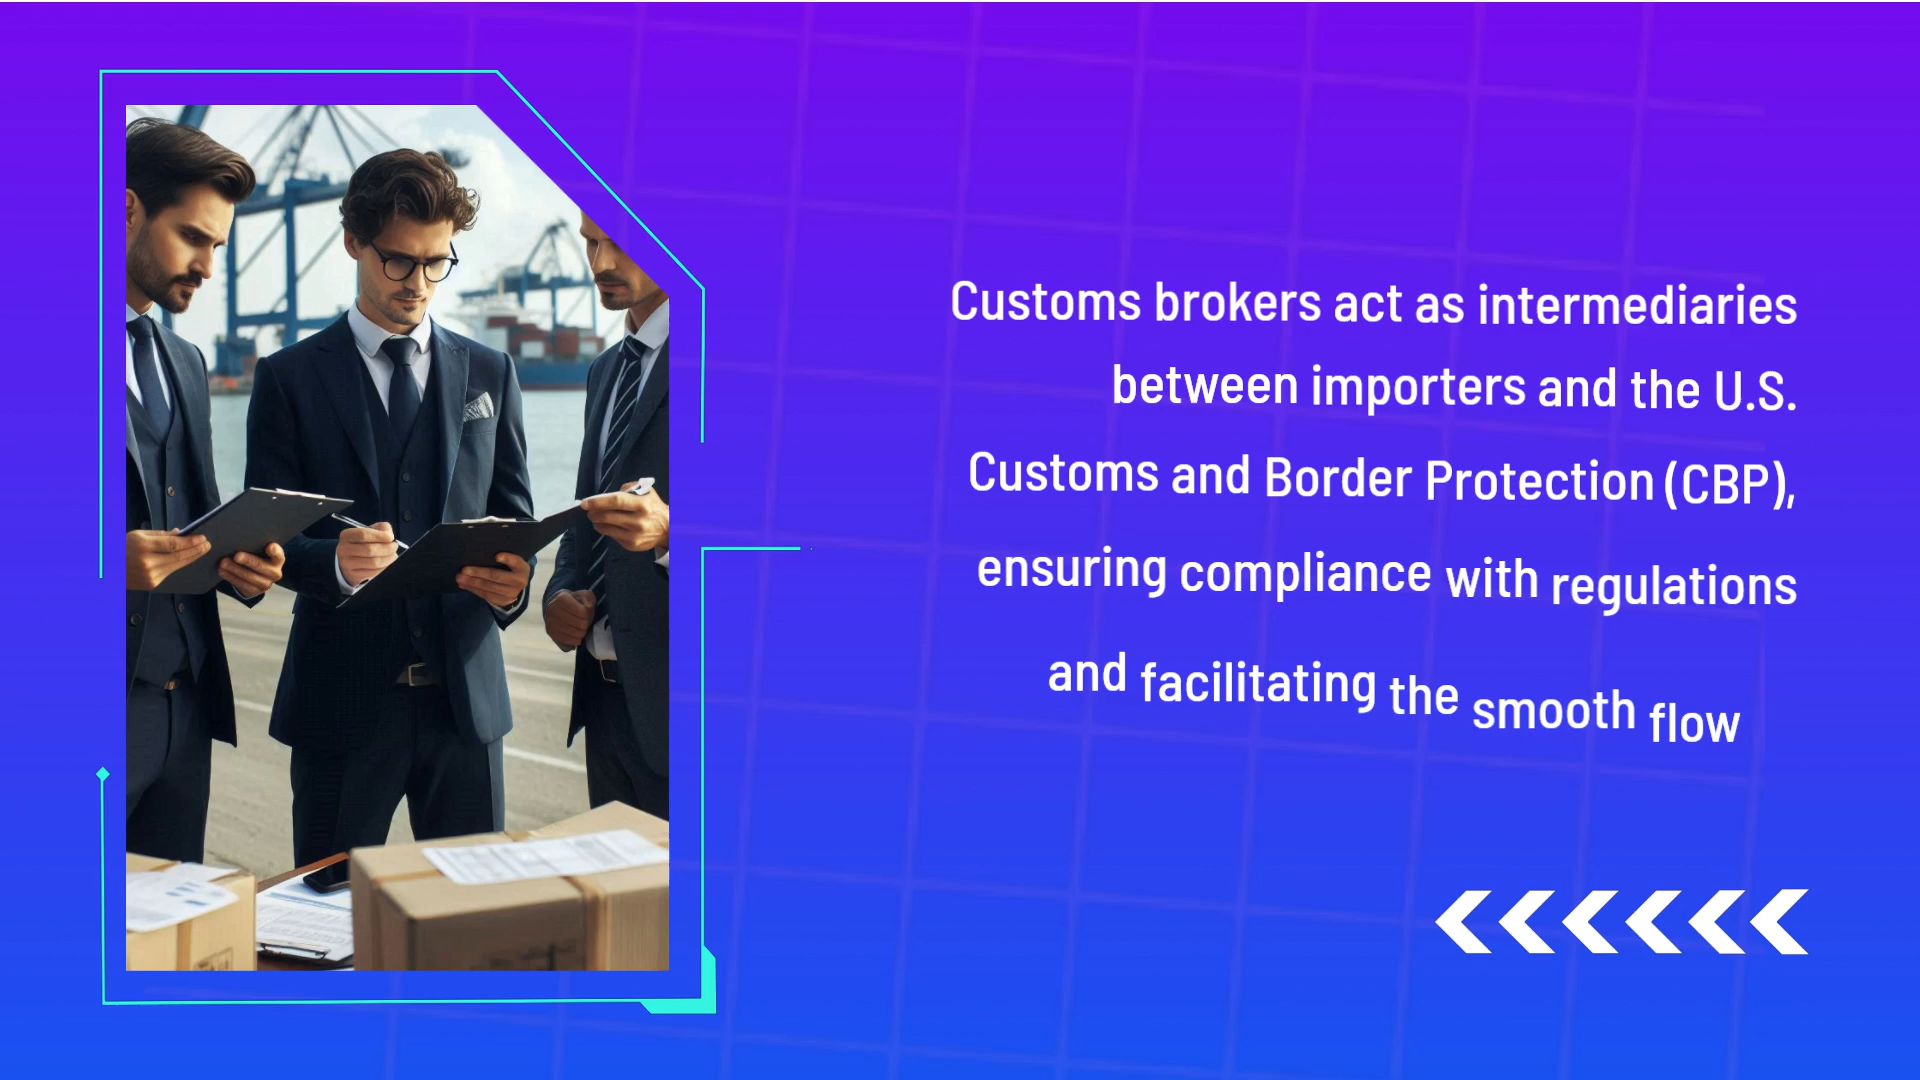 Customs brokers act as intermediaries
between importers and the U.S.
Customs and Border Protection (CBP),
ensuring compliance with regulations
and facilitating the smooth flow